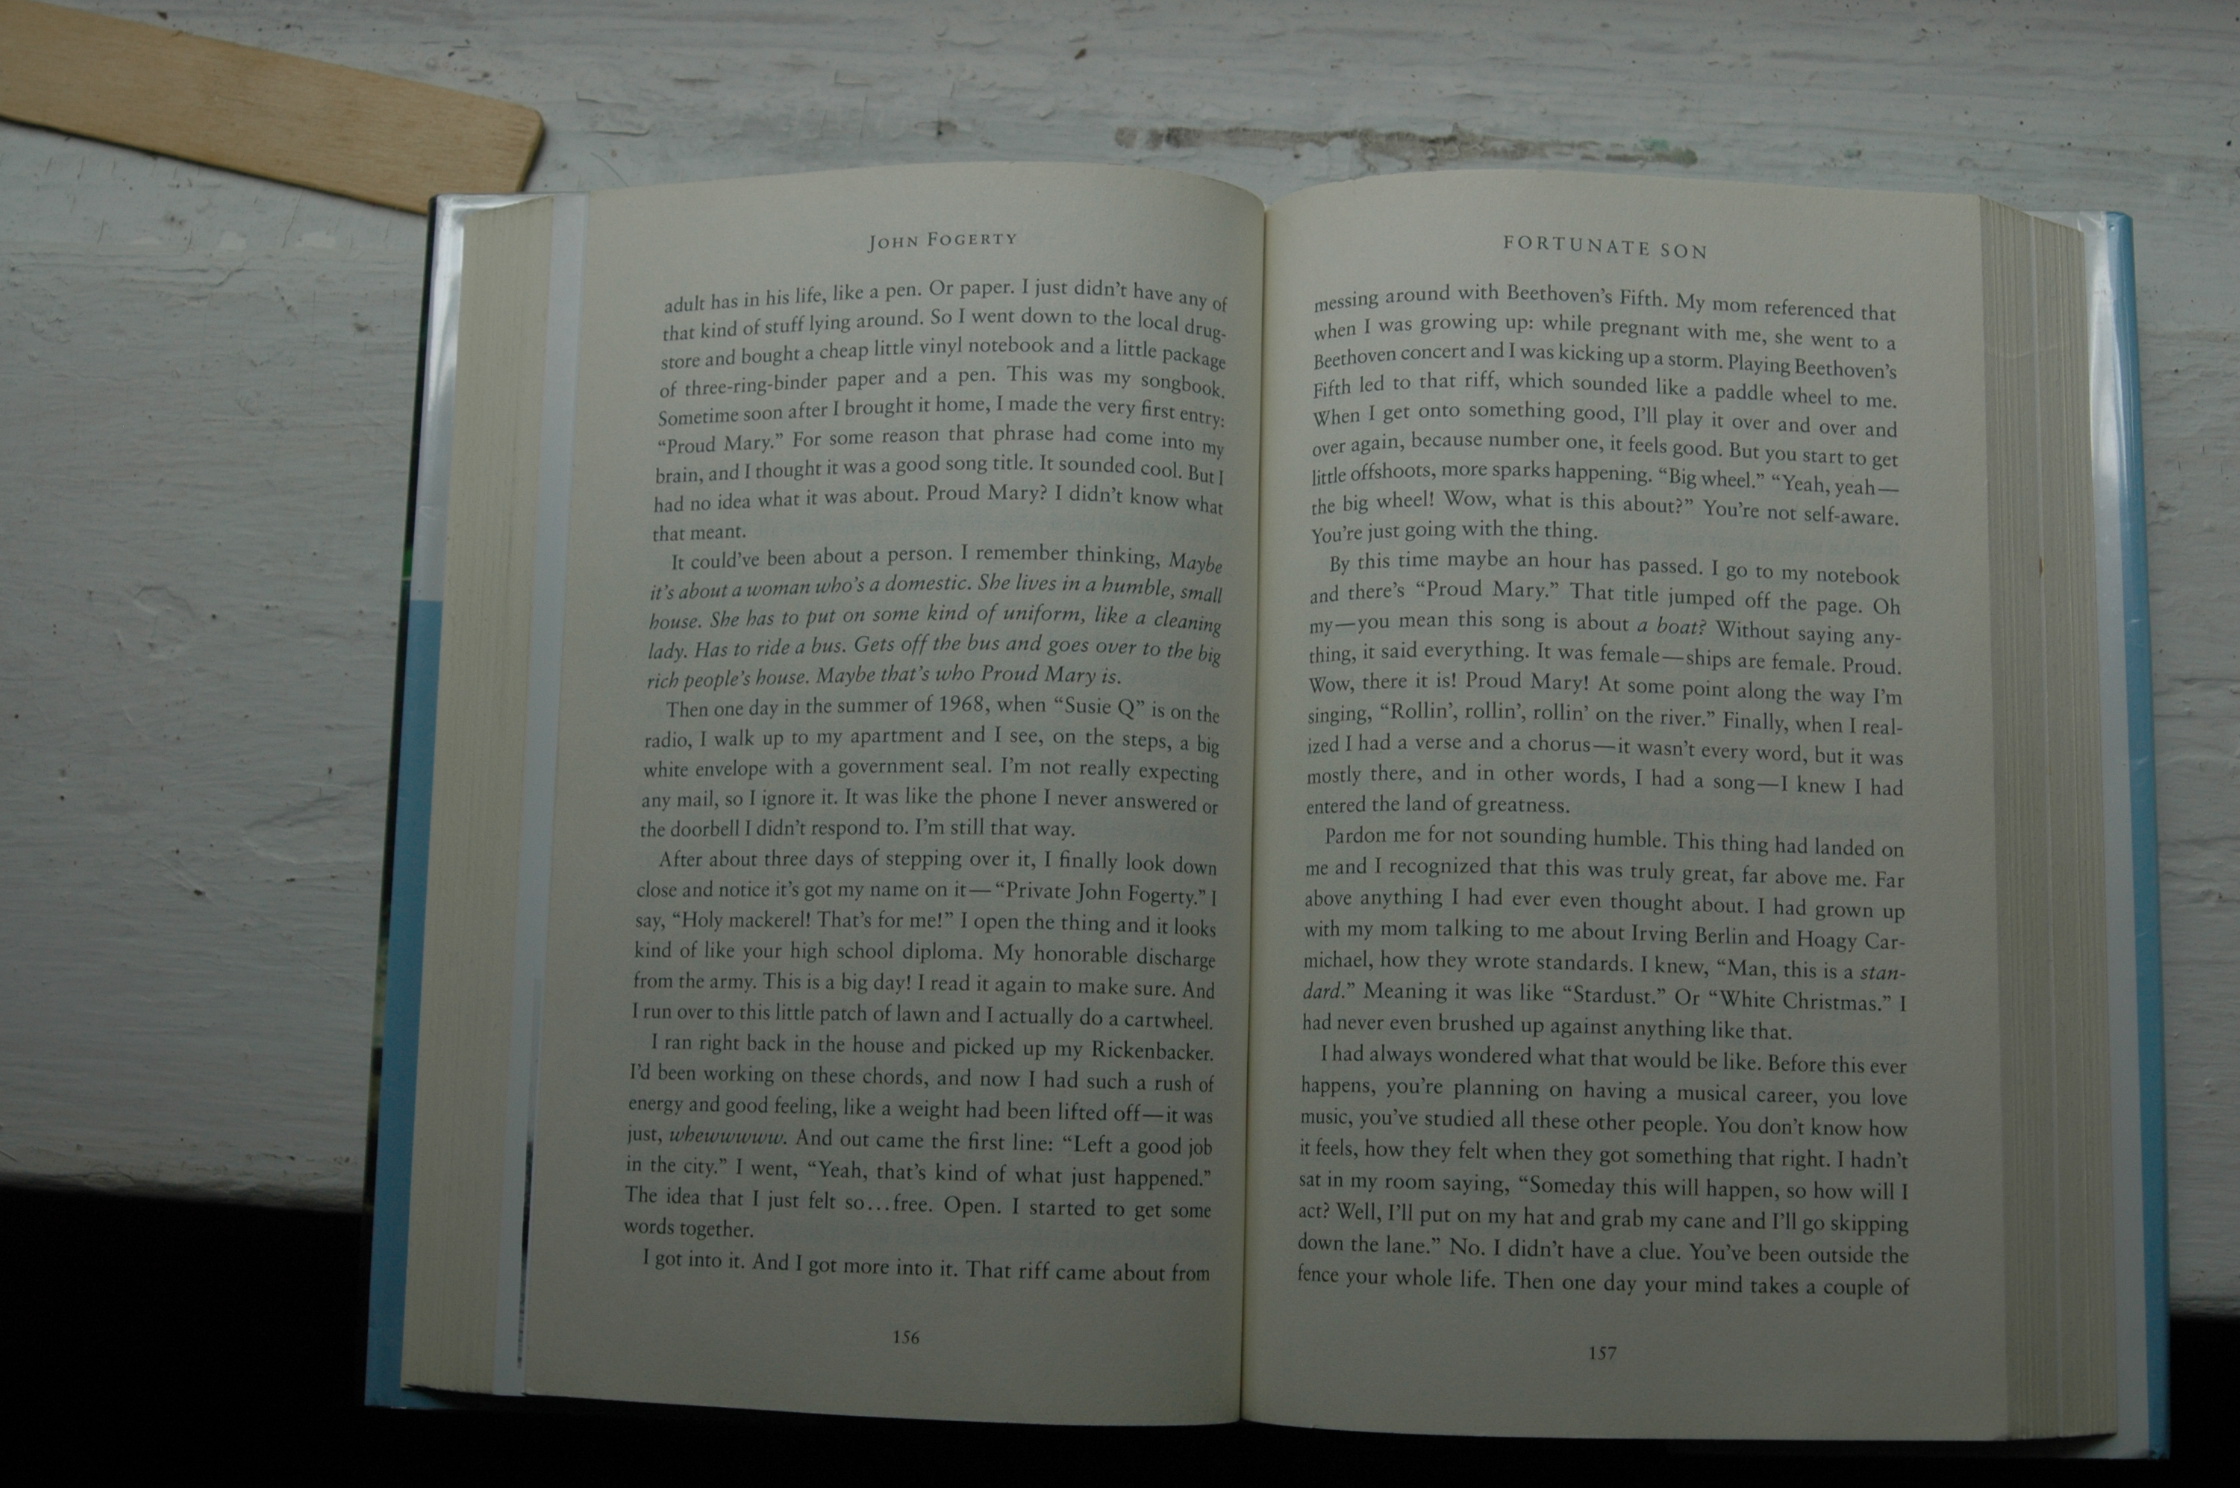 JOHN FOGERTY
adult has in his life, like a pen. Or paper. I just didn't have any of
that kind of stuff lying around. So I went down to the local drug-
store and bought a cheap little vinyl notebook and a little package
of three-ring-binder paper and a pen. This was my songbook.
Sometime soon after I brought it home, I made the very first entry:
“Proud Mary.” For some reason that phrase had come into my
brain, and I thought it was a good song title. It sounded cool. But I
had no idea what it was about. Proud Mary? I didn't know what
that meant.
It could've been about a person. I remember thinking, Maybe
it's about a woman who's a domestic. She lives in a humble, small
house. She has to put on some kind of uniform, like a cleaning
lady. Has to ride a bus. Gets off the bus and goes over to the big
rich people's house. Maybe that's who Proud Mary is.
Then one day in the summer of 1968, when “Susie Q” is on the
radio, I walk up to my apartment and I see, on the steps, a big
white envelope with a government seal. I'm not really expecting
any mail, so I ignore it. It was like the phone I never answered or
the doorbell I didn't respond to. I'm still that way.
After about three days of stepping over it, I finally look down
close and notice it's got my name on it—“Private John Fogerty.” I
say, “Holy mackerel! That's for me!” I open the thing and it looks
kind of like your high school diploma. My honorable discharge
from the army. This is a big day! I read it again to make sure. And
I run over to this little patch of lawn and I actually do a cartwheel.
I ran right back in the house and picked up my Rickenbacker.
I'd been working on these chords, and now I had such a rush of
energy and good feeling, like a weight had been lifted off—it was
just, whewwwww. And out came the first line: “Left a good job
in the city.” I went, “Yeah, that's kind of what just happened.”
The idea that I just felt so...free. Open. I started to get some
words together.
I got into it. And I got more into it. That riff came about from
156
FORTUNATE SON
messing around with Beethoven's Fifth. My mom referenced that
when I was growing up: while pregnant with me, she went to a
Beethoven concert and I was kicking up a storm. Playing Beethoven's
Fifth led to that riff, which sounded like a paddle wheel to me.
When I get onto something good, I'll play it over and over and
over again, because number one, it feels good. But you start to get
little offshoots, more sparks happening. “Big wheel.” “Yeah, yeah—
the big wheel! Wow, what is this about?” You're not self-aware.
You're just going with the thing.
By this time maybe an hour has passed. I go to my notebook
and there's “Proud Mary.” That title jumped off the page. Oh
my—you mean this song is about a boat? Without saying any-
thing, it said everything. It was female—ships are female. Proud.
Wow, there it is! Proud Mary! At some point along the way I'm
singing, “Rollin', rollin', rollin' on the river.” Finally, when I real-
ized I had a verse and a chorus—it wasn't every word, but it was
mostly there, and in other words, I had a song—I knew I had
entered the land of greatness.
Pardon me for not sounding humble. This thing had landed on
me and I recognized that this was truly great, far above me. Far
above anything I had ever even thought about. I had grown up
with my mom talking to me about Irving Berlin and Hoagy Car-
michael, how they wrote standards. I knew, “Man, this is a stan-
dard.” Meaning it was like “Stardust.” Or “White Christmas.” I
had never even brushed up against anything like that.
I had always wondered what that would be like. Before this ever
happens, you're planning on having a musical career, you love
music, you've studied all these other people. You don't know how
it feels, how they felt when they got something that right. I hadn't
sat in my room saying, “Someday this will happen, so how will I
act? Well, I'll put on my hat and grab my cane and I'll go skipping
down the lane.” No. I didn't have a clue. You've been outside the
fence your whole life. Then one day your mind takes a couple of
157